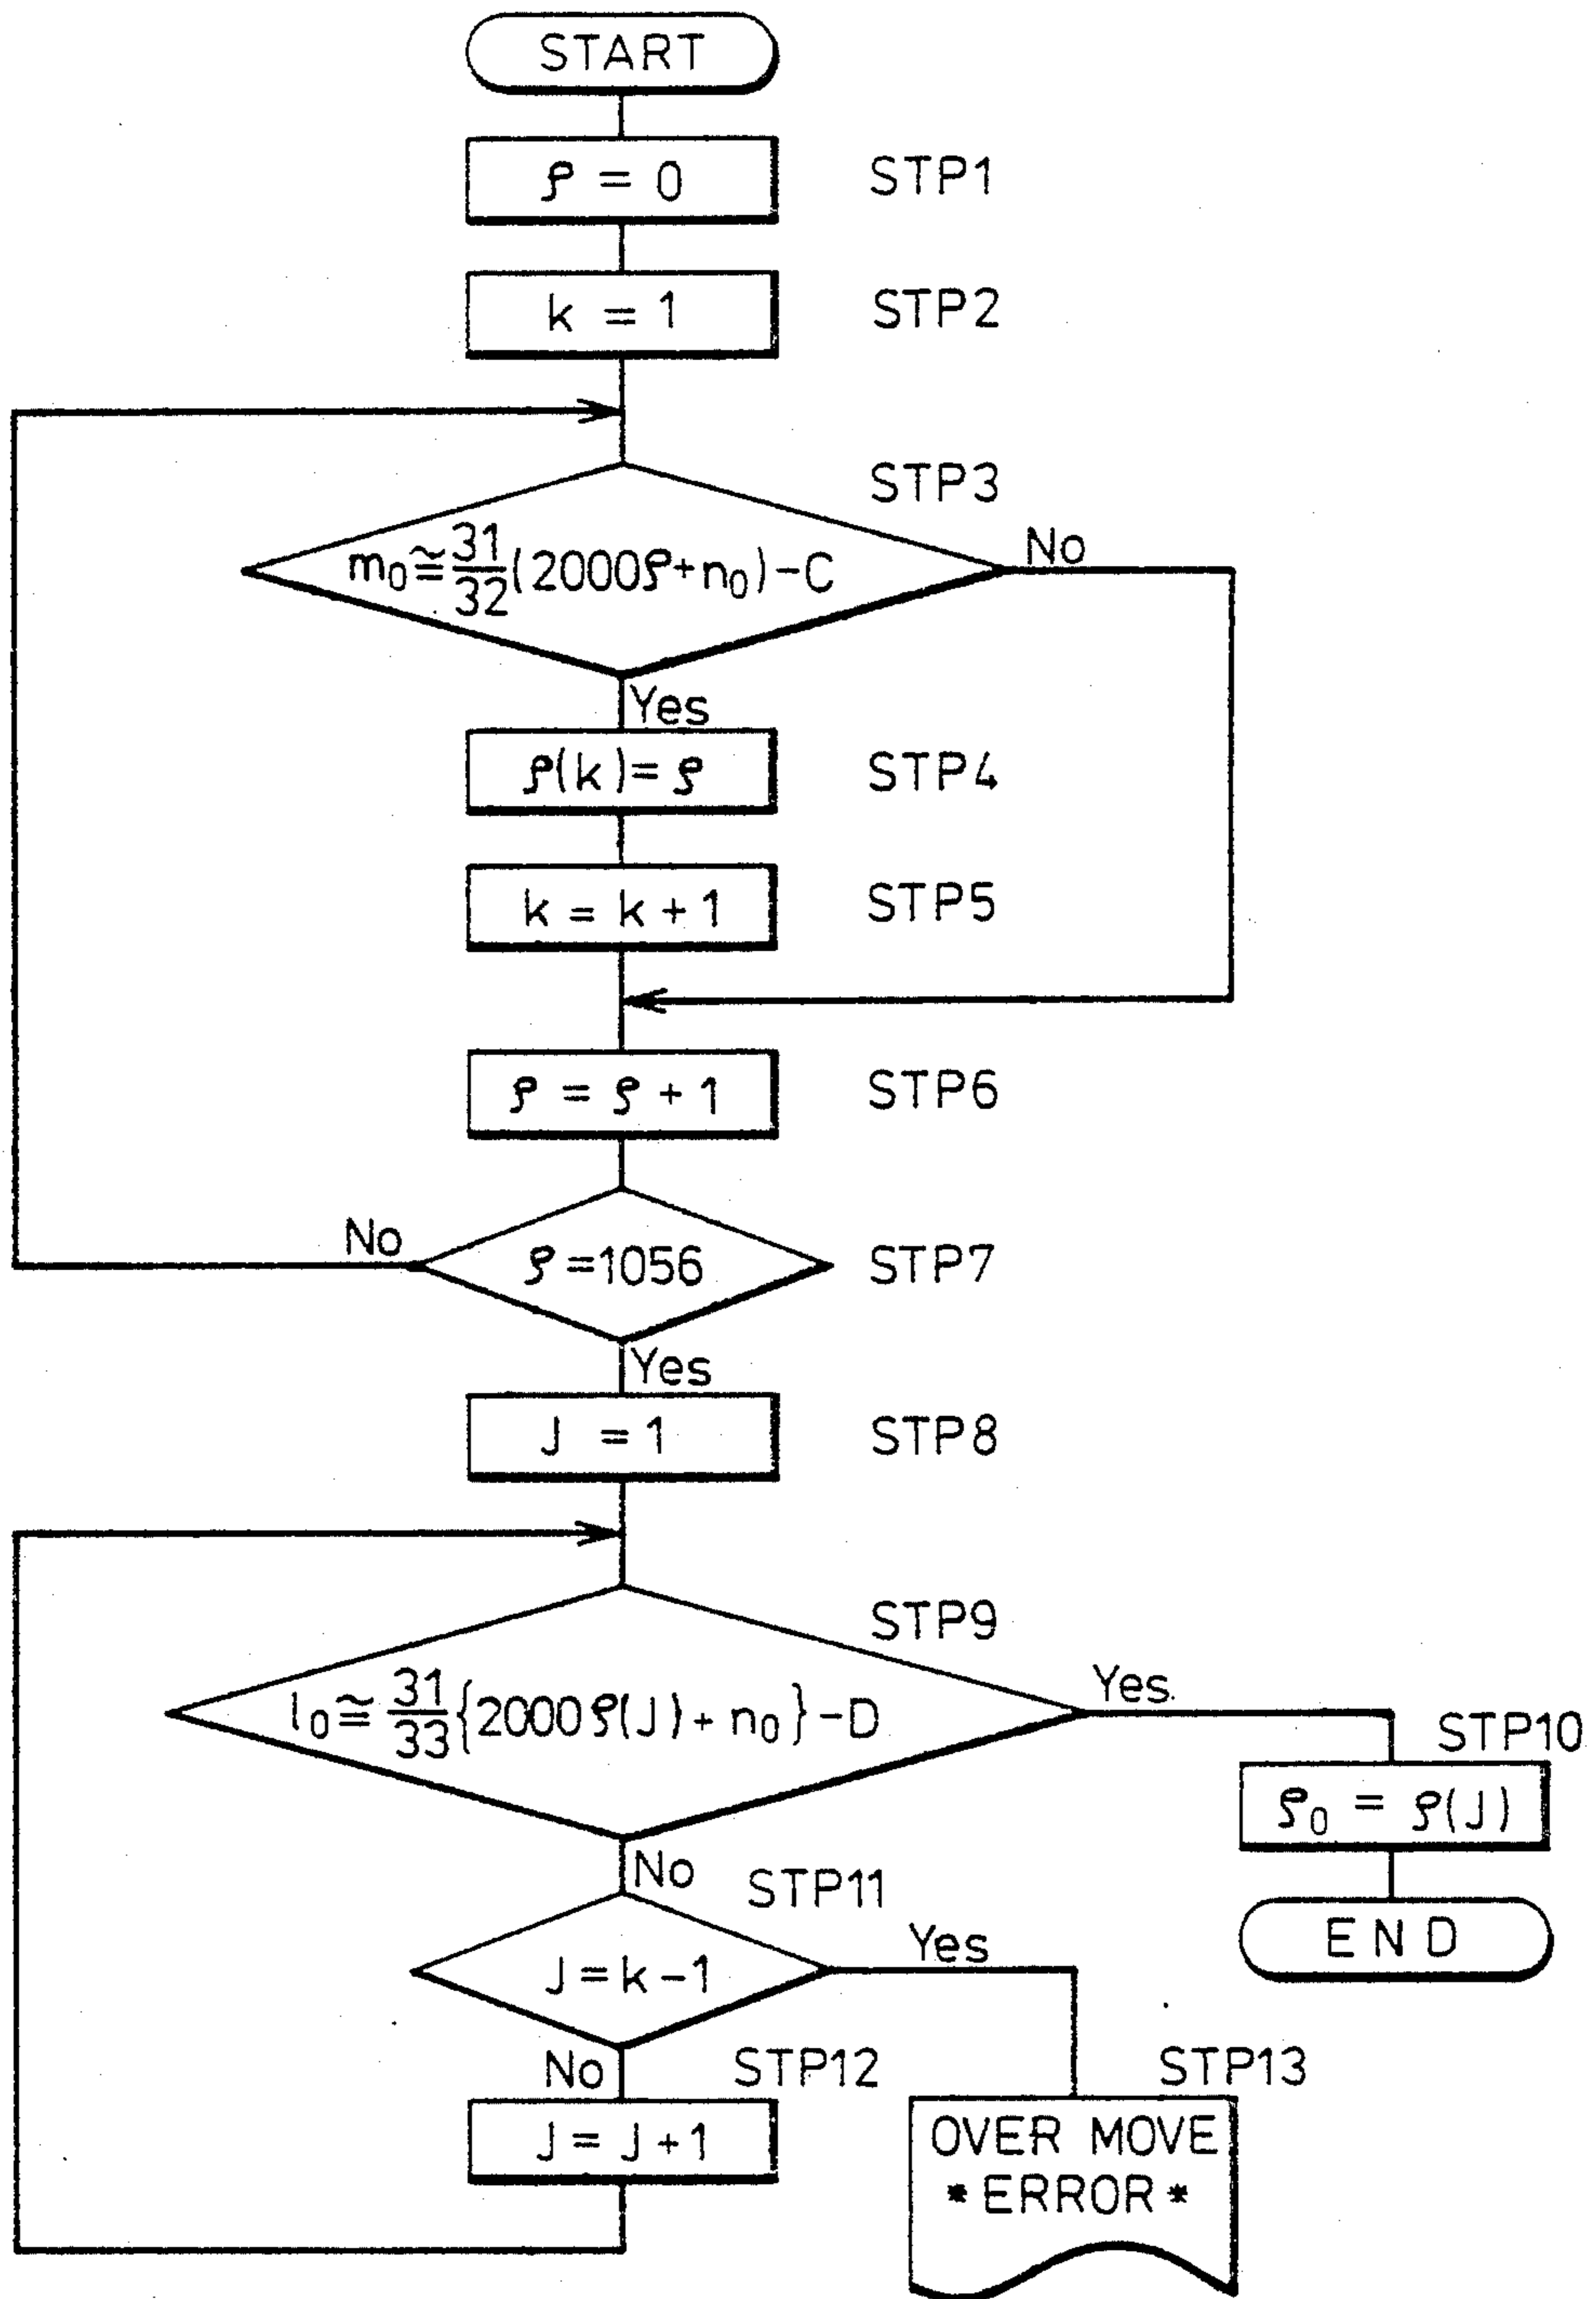 START
ρ = 0
STP1
k = 1
STP2
STP3
m₀≅31/32(2000ρ+n₀)-C
No
Yes
ρ(k)=ρ
STP4
k = k + 1
STP5
ρ = ρ + 1
STP6
No
ρ=1056
STP7
Yes
J = 1
STP8
STP9
l₀≅31/33{2000ρ(J)+n₀}-D
Yes
STP10
ρ₀ = ρ(J)
No
STP11
END
J=k-1
Yes
No
STP12
STP13
J=J+1
OVER MOVE
*ERROR*